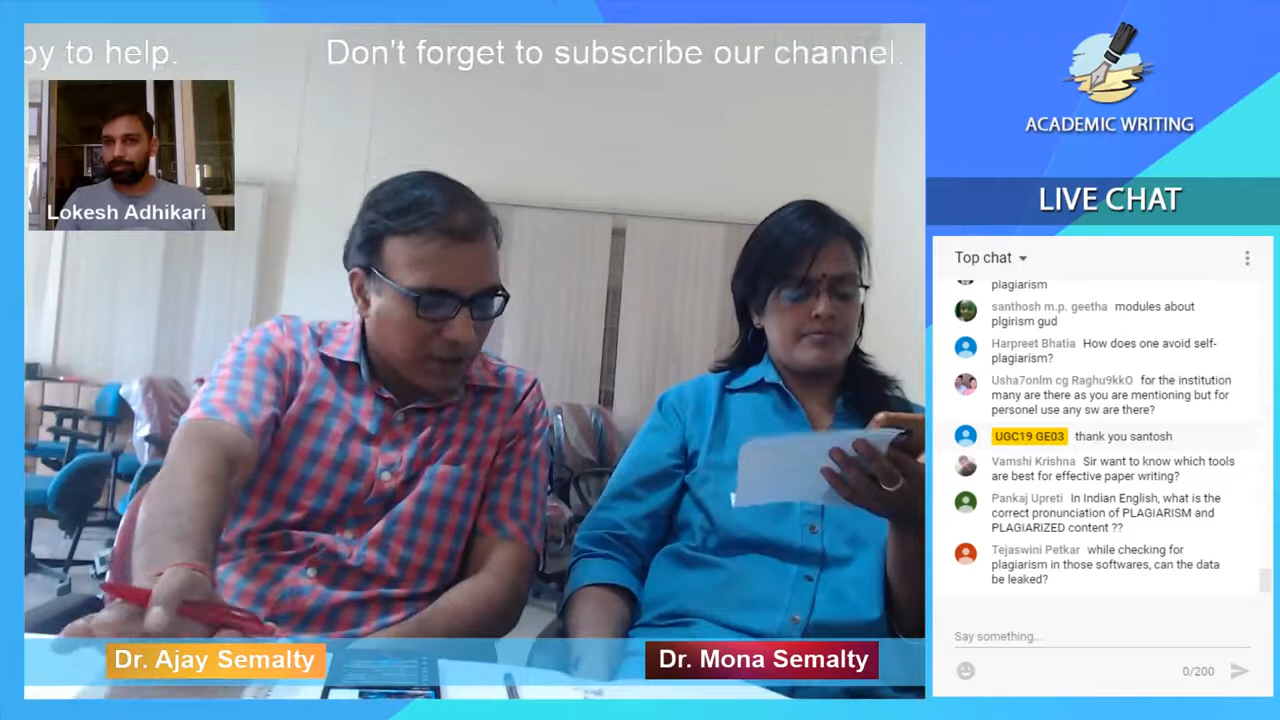 py to help. Don't forget to subscribe our channel.
Lokesh Adhikari
Dr. Ajay Semalty
Dr. Mona Semalty
ACADEMIC WRITING
LIVE CHAT
Top chat
plagiarism
santhosh m.p. geetha modules about
plgirism gud
Harpreet Bhatia How does one avoid self-
plagiarism?
Usha7onlm cg Raghu9kkO for the institution
many are there as you are mentioning but for
personel use any sw are there?
UGC19 GE03 thank you santosh
Vamshi Krishna Sir want to know which tools
are best for effective paper writing?
Pankaj Upreti In Indian English, what is the
correct pronunciation of PLAGIARISM and
PLAGIARIZED content ??
Tejaswini Petkar while checking for
plagiarism in those softwares, can the data
be leaked?
Say something...
0/200